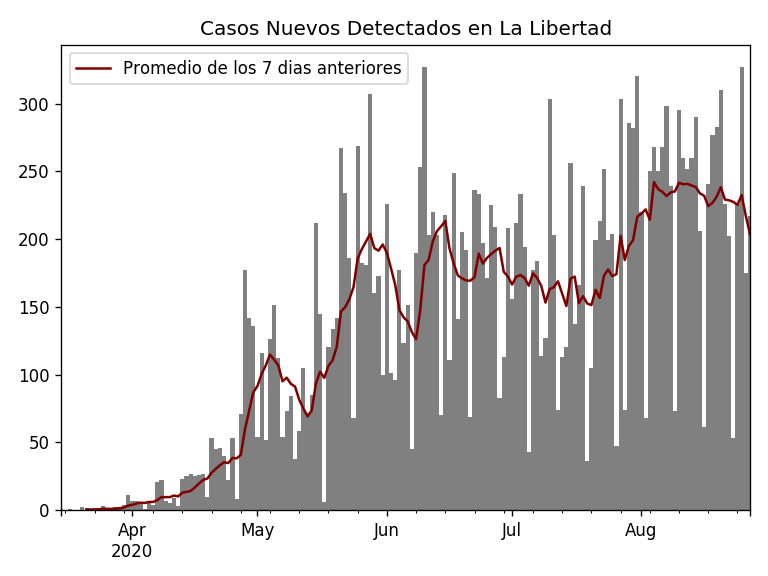 Casos Nuevos Detectados en La Libertad
Promedio de los 7 dias anteriores
300
250
200
150
100
50
0
Apr
2020
May
Jun
Jul
Aug